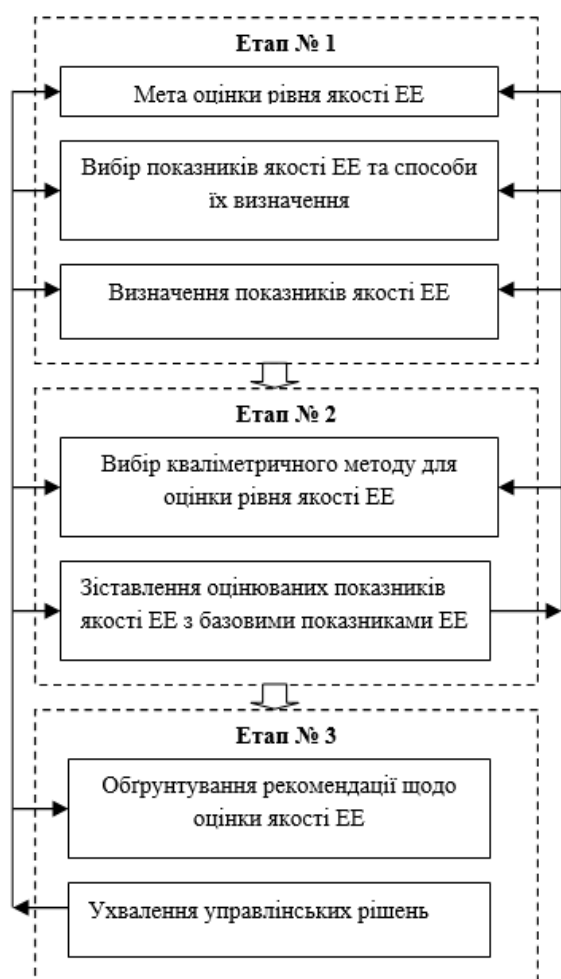 Етап № 1
Мета оцінки рівня якості ЕЕ
Вибір показників якості ЕЕ та способи
їх визначення
Визначення показників якості ЕЕ
Етап № 2
Вибір кваліметричного методу для
оцінки рівня якості ЕЕ
Зіставлення оцінюваних показників
якості ЕЕ з базовими показниками ЕЕ
Етап № 3
Обґрунтування рекомендації щодо
оцінки якості ЕЕ
Ухвалення управлінських рішень